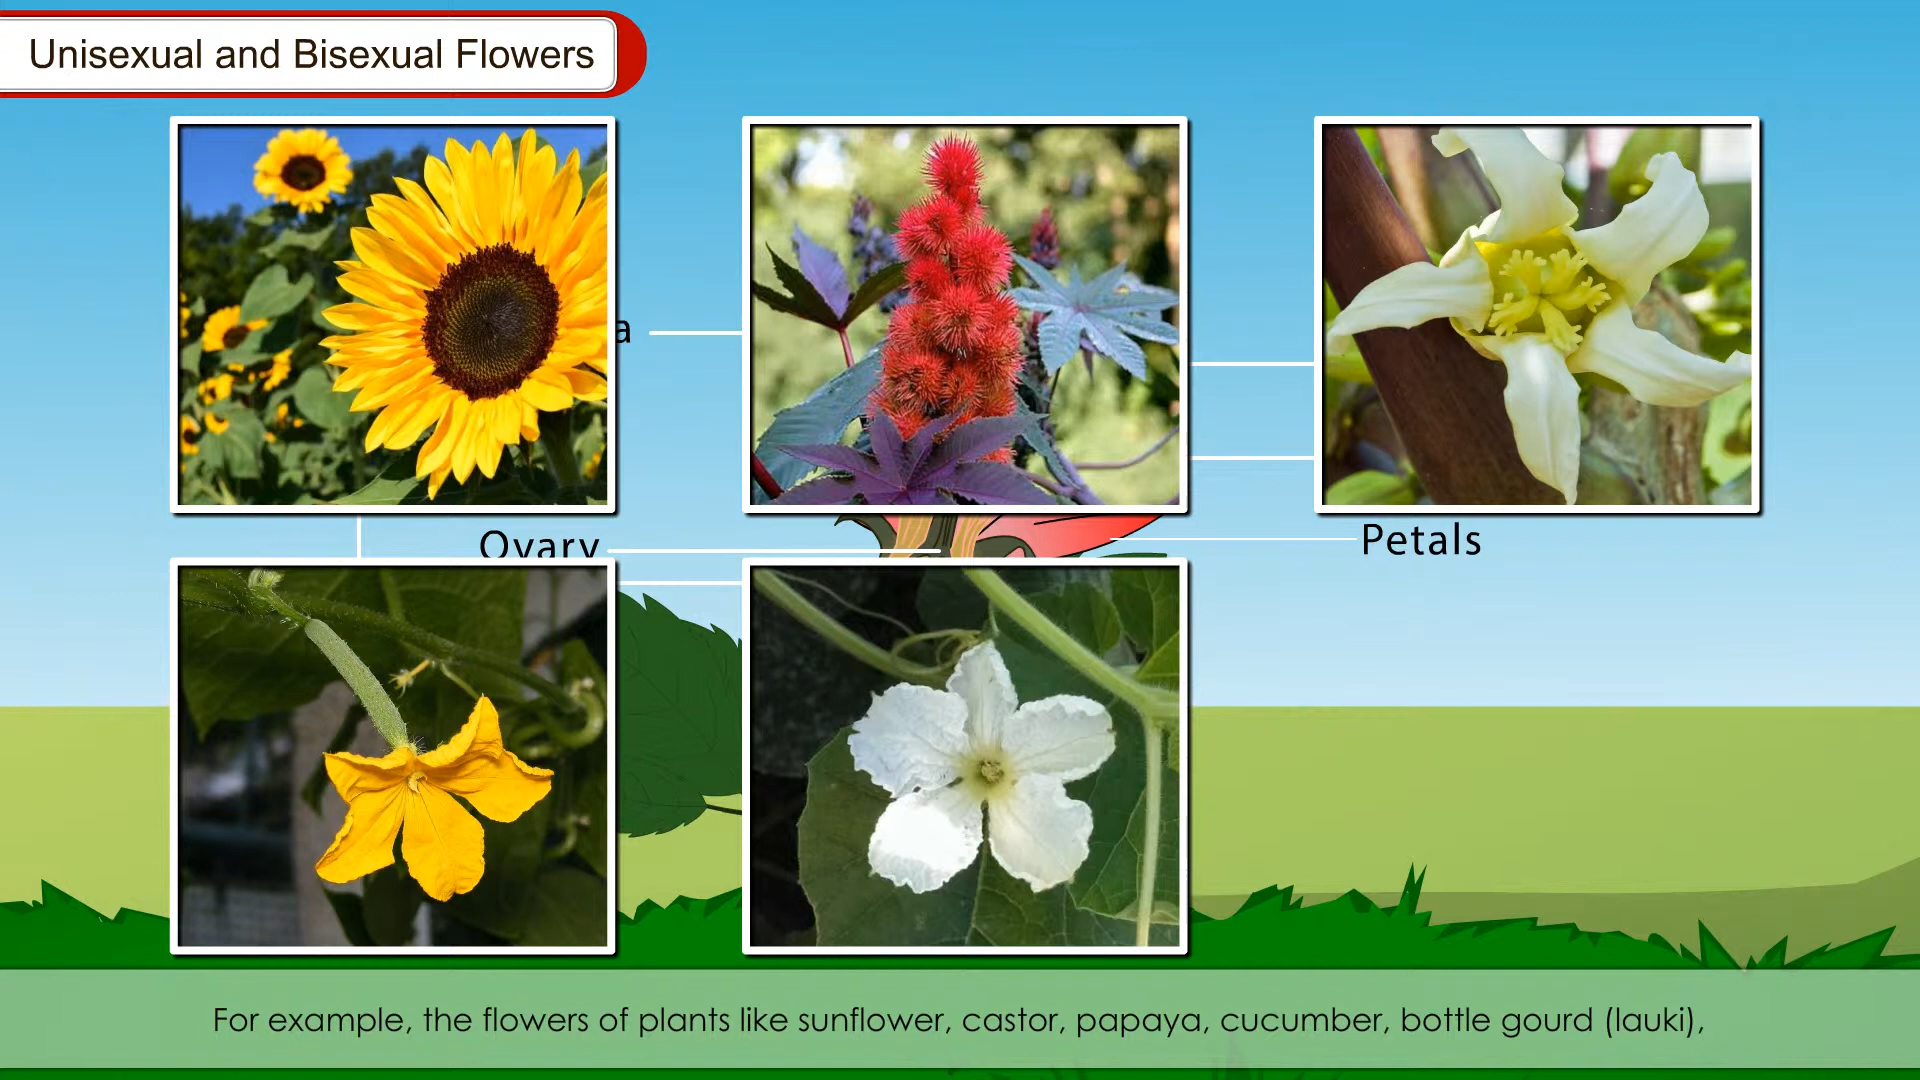 Unisexual and Bisexual Flowers
a
Ovary
Petals
For example, the flowers of plants like sunflower, castor, papaya, cucumber, bottle gourd (lauki),